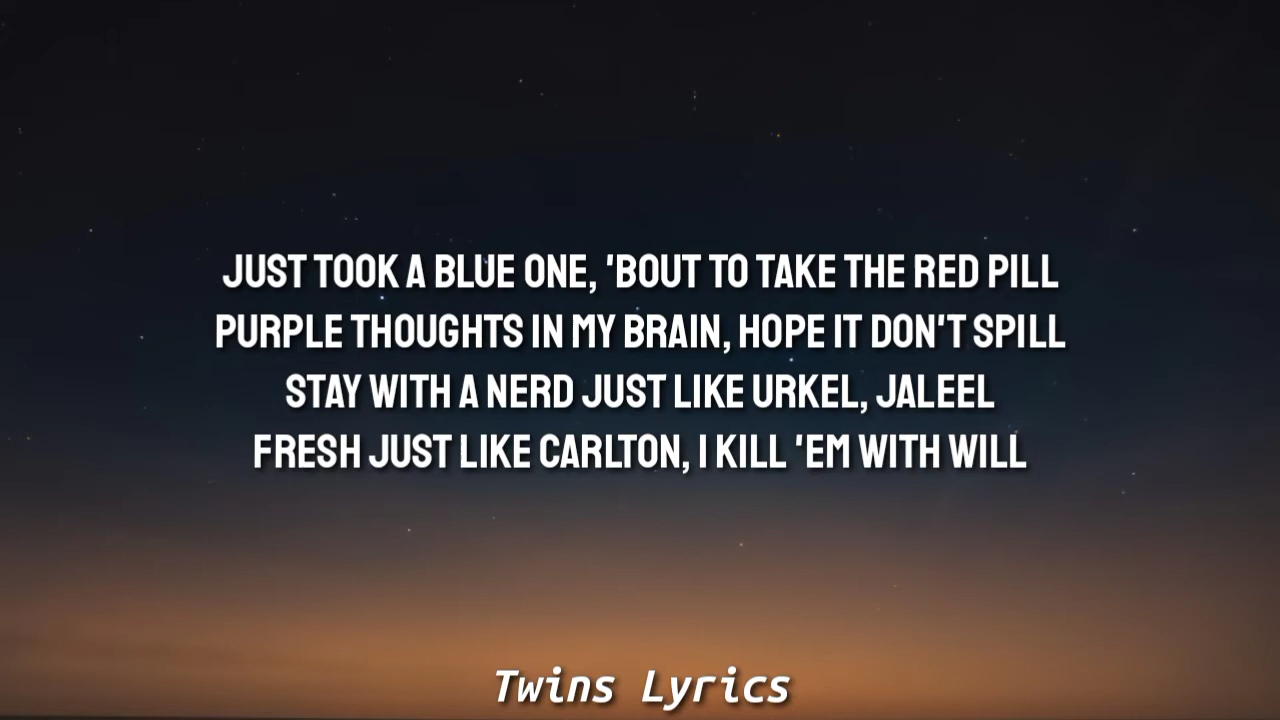 JUST TOOK A BLUE ONE, 'BOUT TO TAKE THE RED PILL
PURPLE THOUGHTS IN MY BRAIN, HOPE IT DON'T SPILL
STAY WITH A NERD JUST LIKE URKEL, JALEEL
FRESH JUST LIKE CARLTON, I KILL 'EM WITH WILL
Twins Lyrics